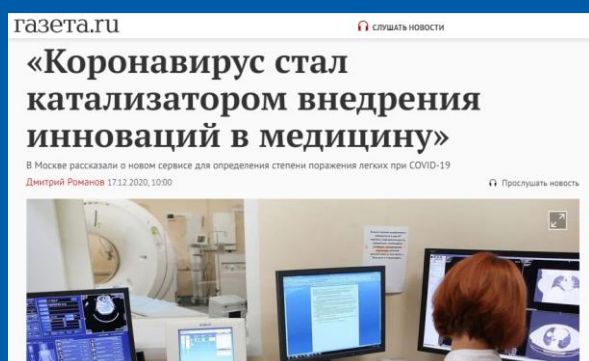 газета.ru
СЛУШАТЬ НОВОСТИ
«Коронавирус стал
катализатором внедрения
инноваций в медицину»
В Москве рассказали о новом сервисе для определения степени поражения легких при COVID-19
Дмитрий Романов 17.12.2020, 10:00
Прослушать новость